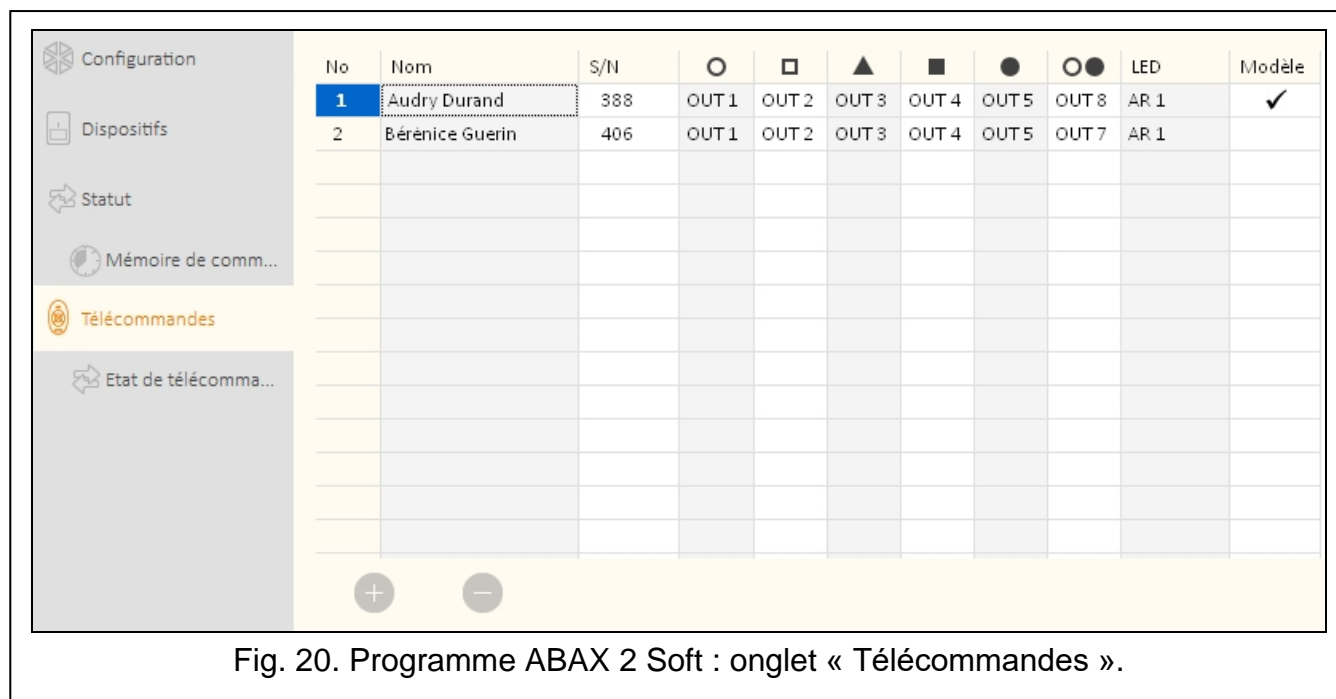 Configuration
Dispositifs
Statut
Mémoire de comm...
Télécommandes
Etat de télécomma...
No Nom S/N LED Modèle
1 Audry Durand 388 OUT 1 OUT 2 OUT 3 OUT 4 OUT 5 OUT 8 AR 1 ✓
2 Bérénice Guerin 406 OUT 1 OUT 2 OUT 3 OUT 4 OUT 5 OUT 7 AR 1
Fig. 20. Programme ABAX 2 Soft : onglet « Télécommandes ».